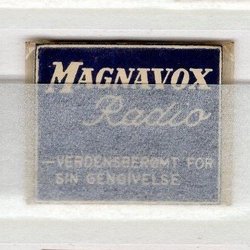 MAGNAVOX
Radio
—VERDENSBERØMT FOR
SIN GENGIVELSE